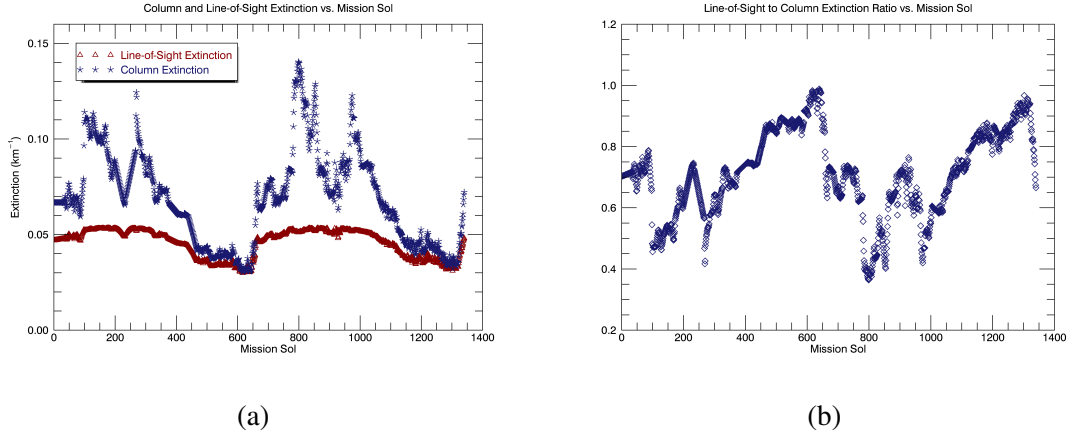 Column and Line-of-Sight Extinction vs. Mission Sol
0.15
0.10
0.05
0.00
Extinction (km⁻¹)
Line-of-Sight Extinction
Column Extinction
0 200 400 600 800 1000 1200 1400
Mission Sol
(a)
Line-of-Sight to Column Extinction Ratio vs. Mission Sol
1.2
1.0
0.8
0.6
0.4
0.2
0 200 400 600 800 1000 1200 1400
Mission Sol
(b)